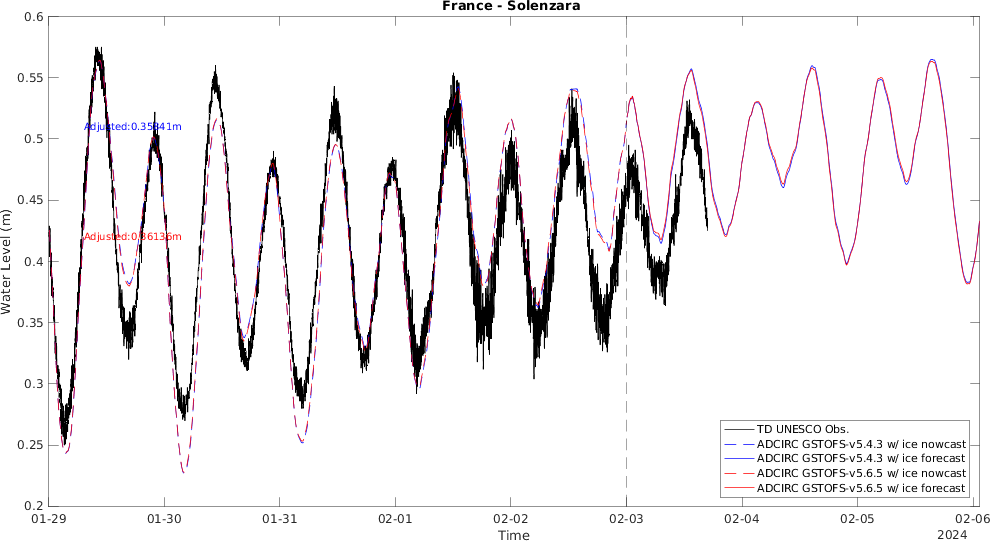 France - Solenzara
0.6
0.55
0.5
0.45
0.4
0.35
0.3
0.25
0.2
Water Level (m)
Adjusted:0.35841m
Adjusted:0.36136m
TD UNESCO Obs.
ADCIRC GSTOFS-v5.4.3 w/ ice nowcast
ADCIRC GSTOFS-v5.4.3 w/ ice forecast
ADCIRC GSTOFS-v5.6.5 w/ ice nowcast
ADCIRC GSTOFS-v5.6.5 w/ ice forecast
01-29 01-30 01-31 02-01 02-02 02-03 02-04 02-05 02-06
Time
2024